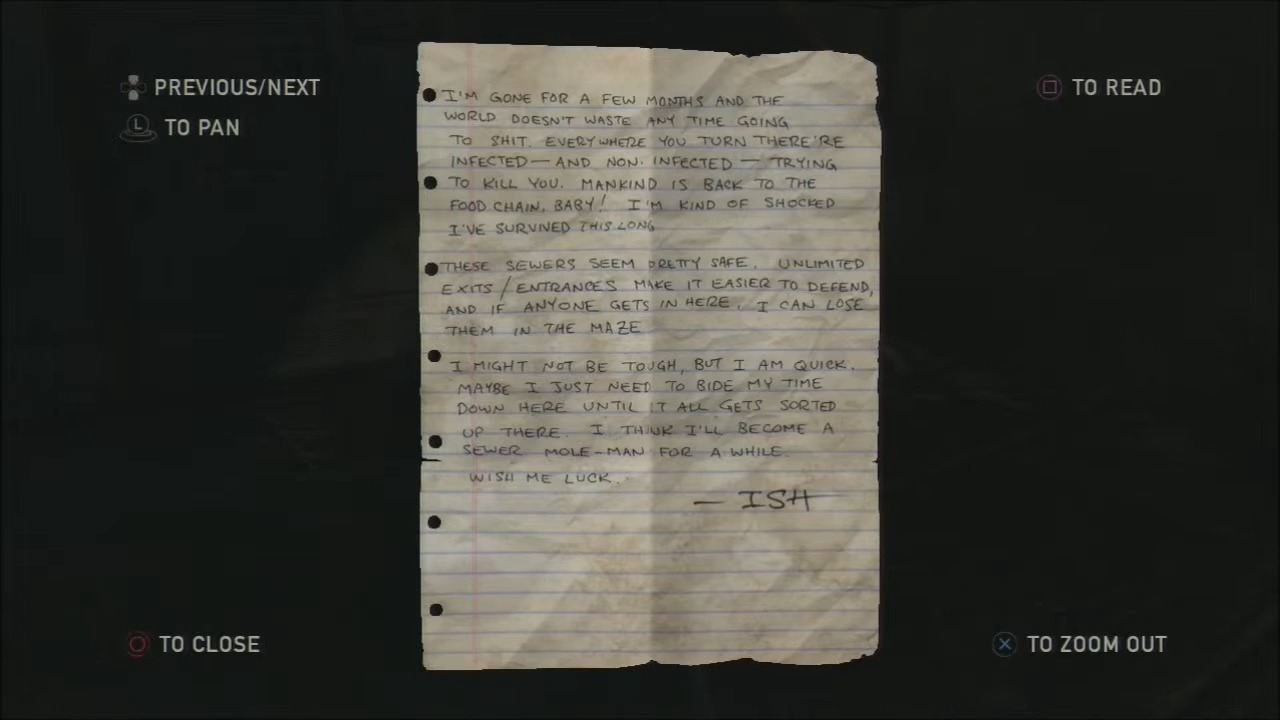 PREVIOUS/NEXT
L TO PAN
TO READ
I'M GONE FOR A FEW MONTHS AND THE
WORLD DOESN'T WASTE ANY TIME GOING
TO SHIT. EVERYWHERE YOU TURN THERE'RE
INFECTED — AND NON. INFECTED — TRYING
TO KILL YOU. MANKIND IS BACK TO THE
FOOD CHAIN, BABY! I'M KIND OF SHOCKED
I'VE SURVIVED THIS LONG
THESE SEWERS SEEM PRETTY SAFE. UNLIMITED
EXITS/ENTRANCES MAKE IT EASIER TO DEFEND,
AND IF ANYONE GETS IN HERE, I CAN LOSE
THEM IN THE MAZE
I MIGHT NOT BE TOUGH, BUT I AM QUICK.
MAYBE I JUST NEED TO BIDE MY TIME
DOWN HERE UNTIL IT ALL GETS SORTED
UP THERE. I THINK I'LL BECOME A
SEWER MOLE-MAN FOR A WHILE.
WISH ME LUCK.
— ISH
TO CLOSE
TO ZOOM OUT